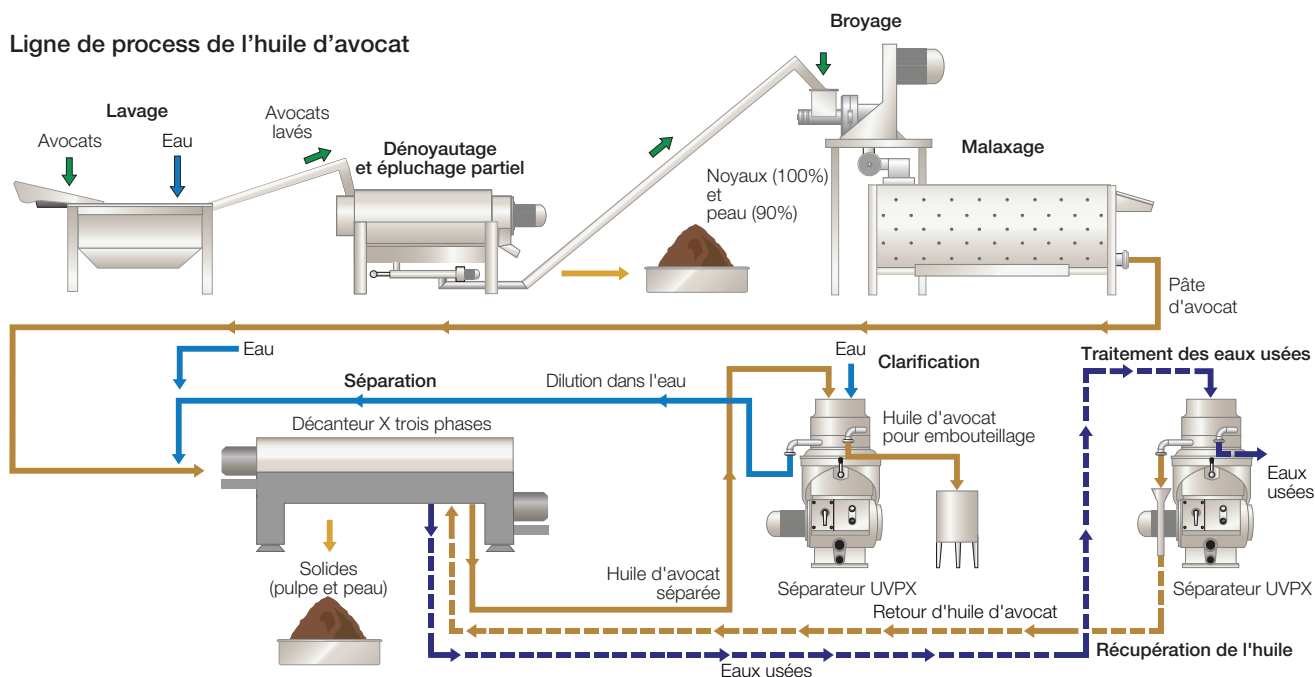 Ligne de process de l'huile d'avocat
Broyage
Lavage
Avocats
Eau
Avocats
lavés
Dénoyautage
et épluchage partiel
Noyaux (100%)
et
peau (90%)
Malaxage
Pâte
d'avocat
Eau
Séparation
Dilution dans l'eau
Décanteur X trois phases
Eau
Clarification
Huile d'avocat
pour embouteillage
Traitement des eaux usées
Eaux
usées
Solides
(pulpe et peau)
Huile d'avocat
séparée
Séparateur UVPX
Séparateur UVPX
Retour d'huile d'avocat
Récupération de l'huile
Eaux usées